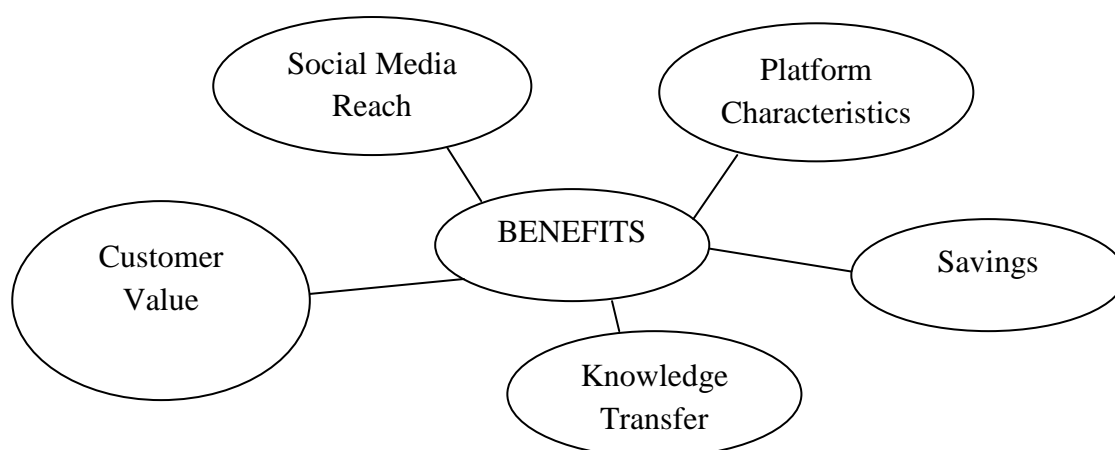 Social Media
Reach
Platform
Characteristics
BENEFITS
Customer
Value
Savings
Knowledge
Transfer